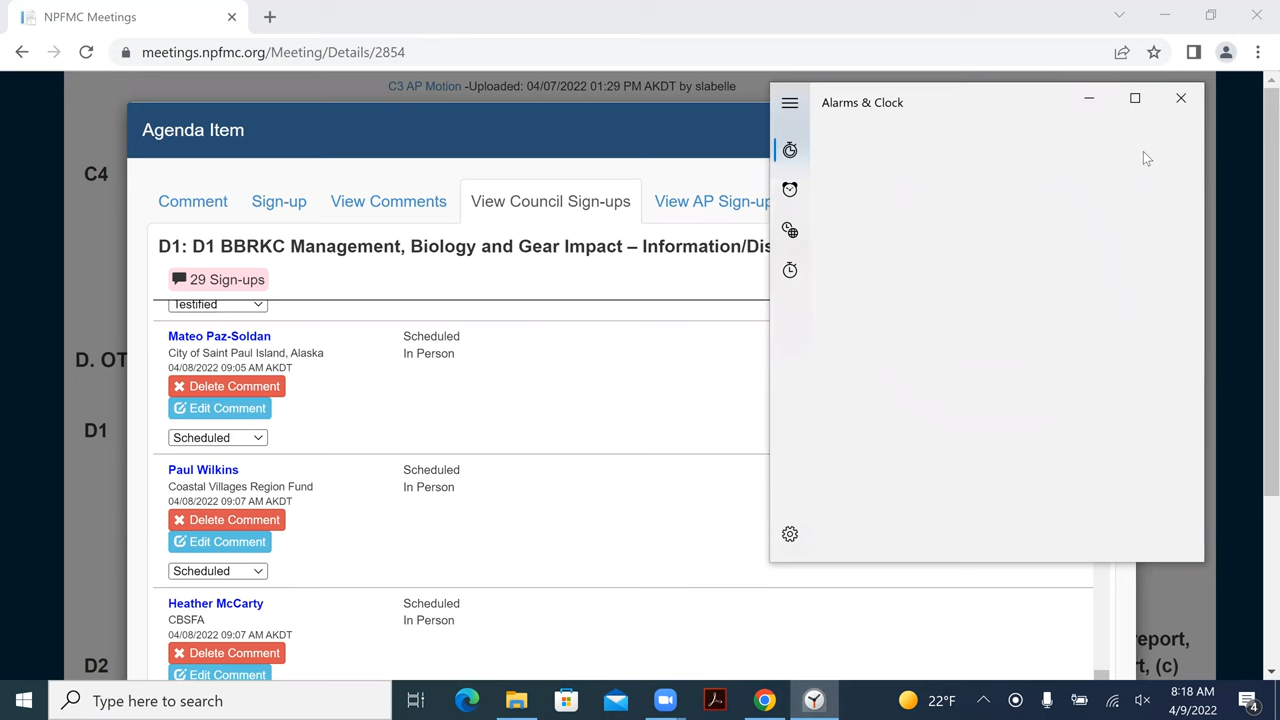 NPFMC Meetings
meetings.npfmc.org/Meeting/Details/2854
C3 AP Motion -Uploaded: 04/07/2022 01:29 PM AKDT by slabelle
Alarms & Clock
Agenda Item
C4
Comment Sign-up View Comments View Council Sign-ups View AP Sign-up
D1: D1 BBRKC Management, Biology and Gear Impact – Information/Dis
29 Sign-ups
Testified
Mateo Paz-Soldan Scheduled
City of Saint Paul Island, Alaska In Person
04/08/2022 09:05 AM AKDT
D. OT
Delete Comment
Edit Comment
D1
Scheduled
Paul Wilkins Scheduled
Coastal Villages Region Fund In Person
04/08/2022 09:07 AM AKDT
Delete Comment
Edit Comment
Scheduled
Heather McCarty Scheduled
CBSFA In Person
04/08/2022 09:07 AM AKDT
Delete Comment
Edit Comment
eport,
D2
t, (c)
Type here to search
22°F
8:18 AM
4/9/2022
4